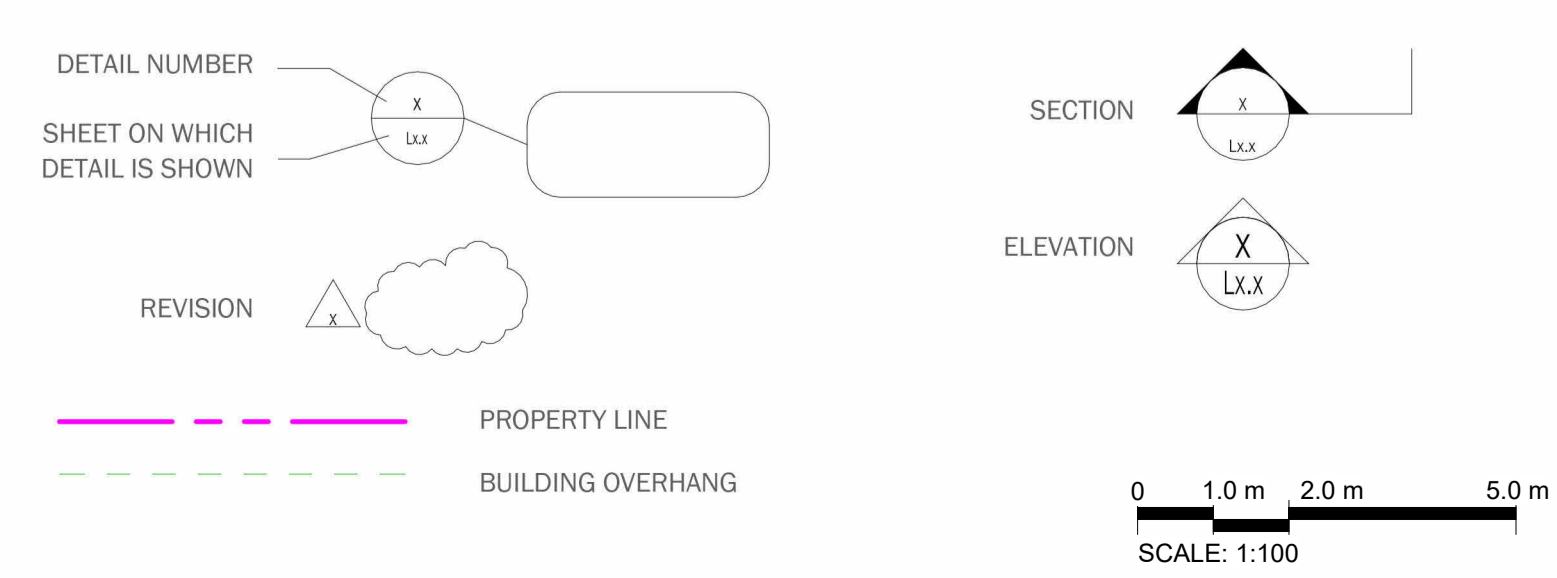 DETAIL NUMBER
X
SHEET ON WHICH
DETAIL IS SHOWN
Lx.x
SECTION
X
Lx.x
ELEVATION
X
Lx.x
REVISION
X
PROPERTY LINE
BUILDING OVERHANG
0 1.0 m 2.0 m 5.0 m
SCALE: 1:100